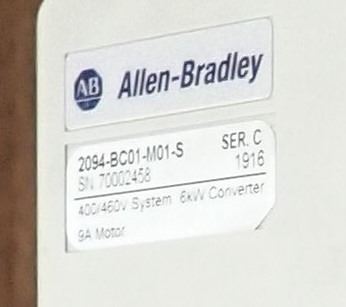 AB Allen-Bradley
2094-BC01-M01-S SER. C
SN 70002458 1916
400/460V System 6kW Converter
9A Motor